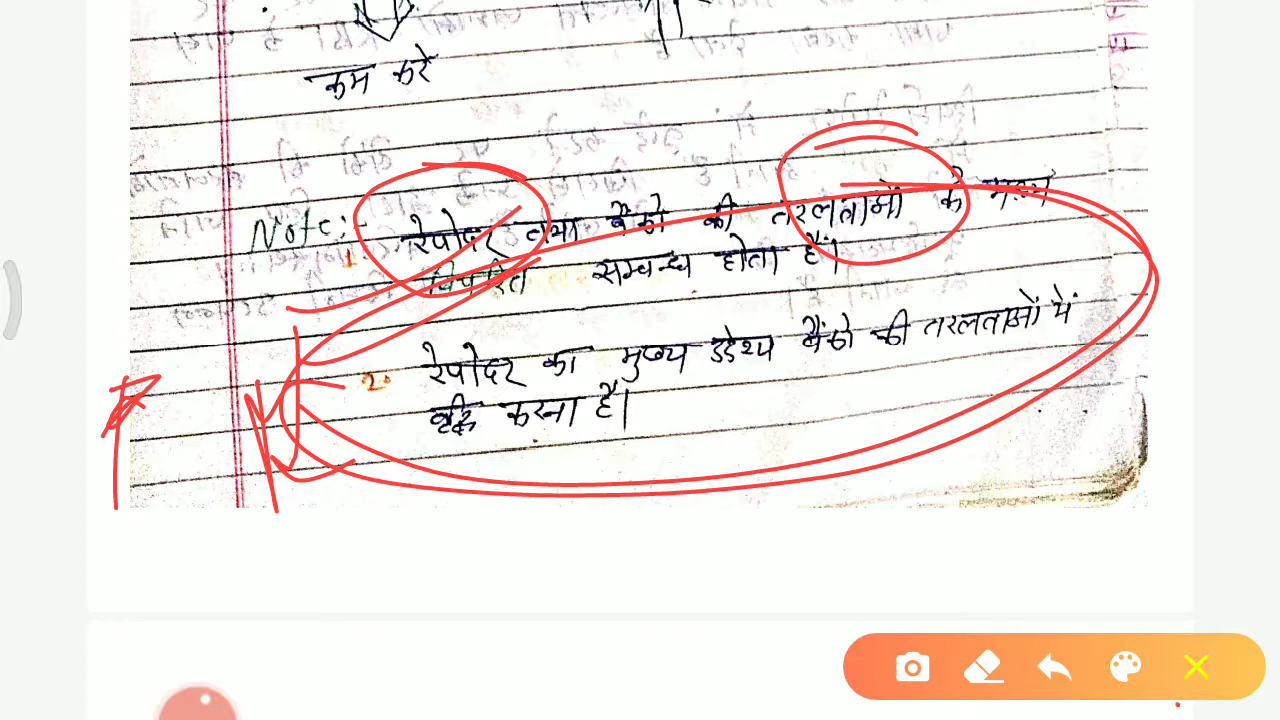 कम करे
Note:- रेपोदर तथा बैंको की तरलताओ के मध्य
1. विपरित सम्बन्ध होता है।
2. रेपोदर का मुख्य उद्देश्य बैंको की तरलताओं में
वृद्धि करना है।